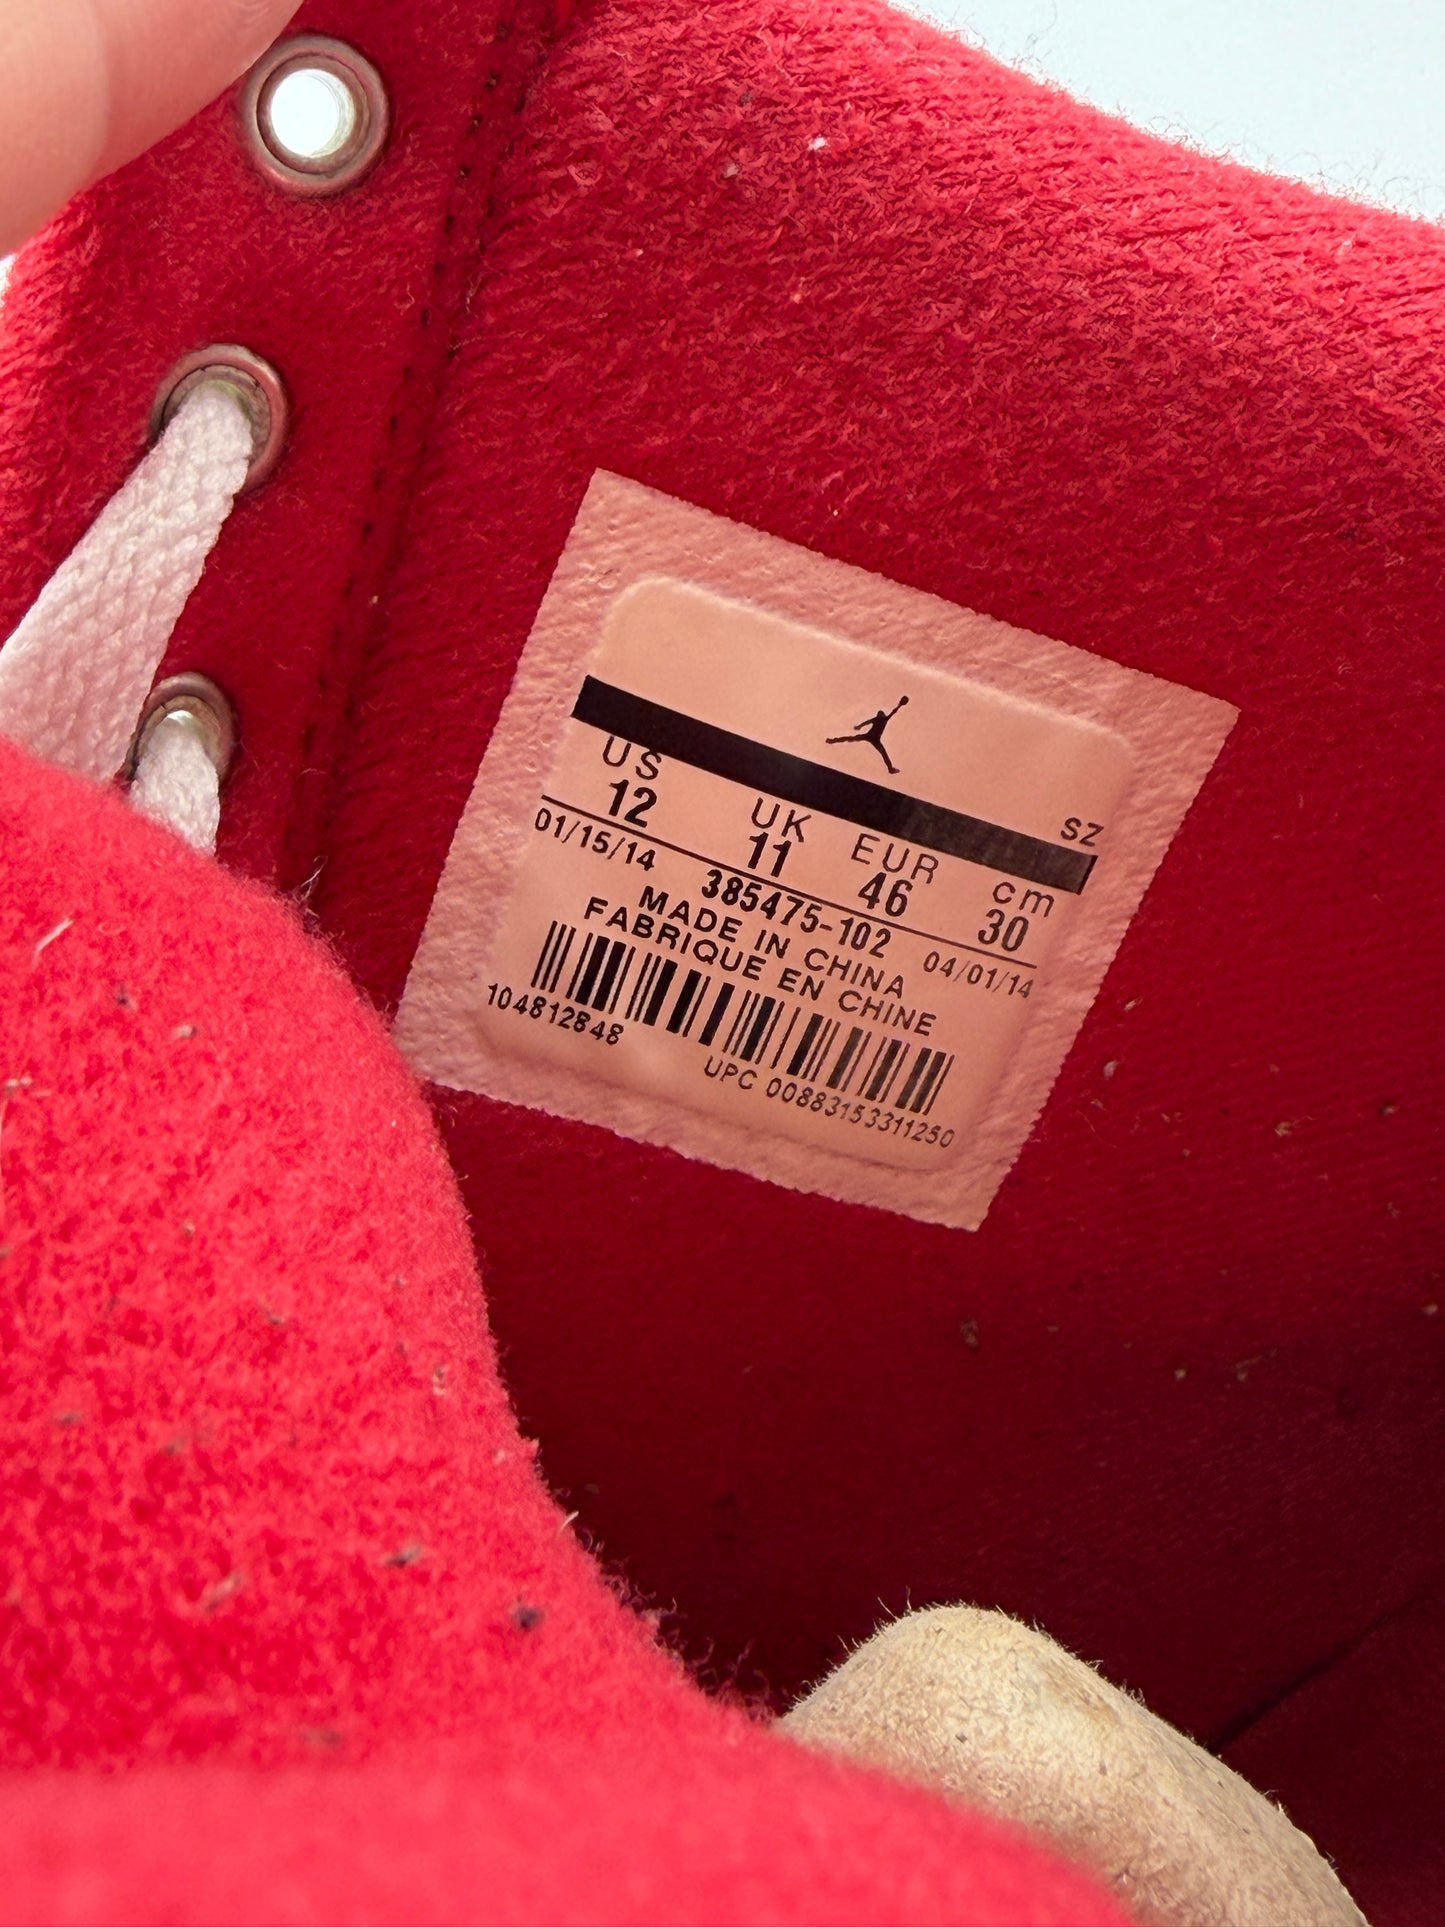 SZ
US UK EUR cm
12 11 46 30
01/15/14 385475-102 04/01/14
MADE IN CHINA
FABRIQUE EN CHINE
104812848
UPC 00883153311250